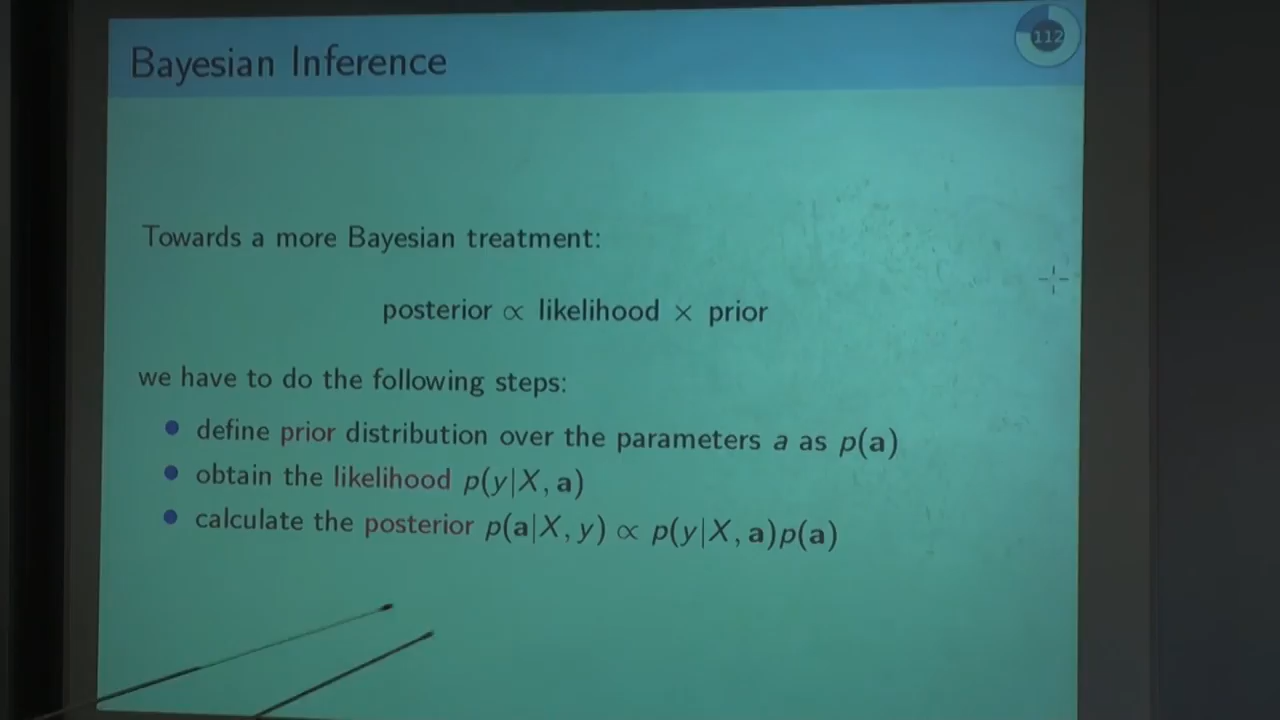 Bayesian Inference
112
Towards a more Bayesian treatment:
posterior ∝ likelihood × prior
we have to do the following steps:
• define prior distribution over the parameters a as p(a)
• obtain the likelihood p(y|X, a)
• calculate the posterior p(a|X, y) ∝ p(y|X, a)p(a)